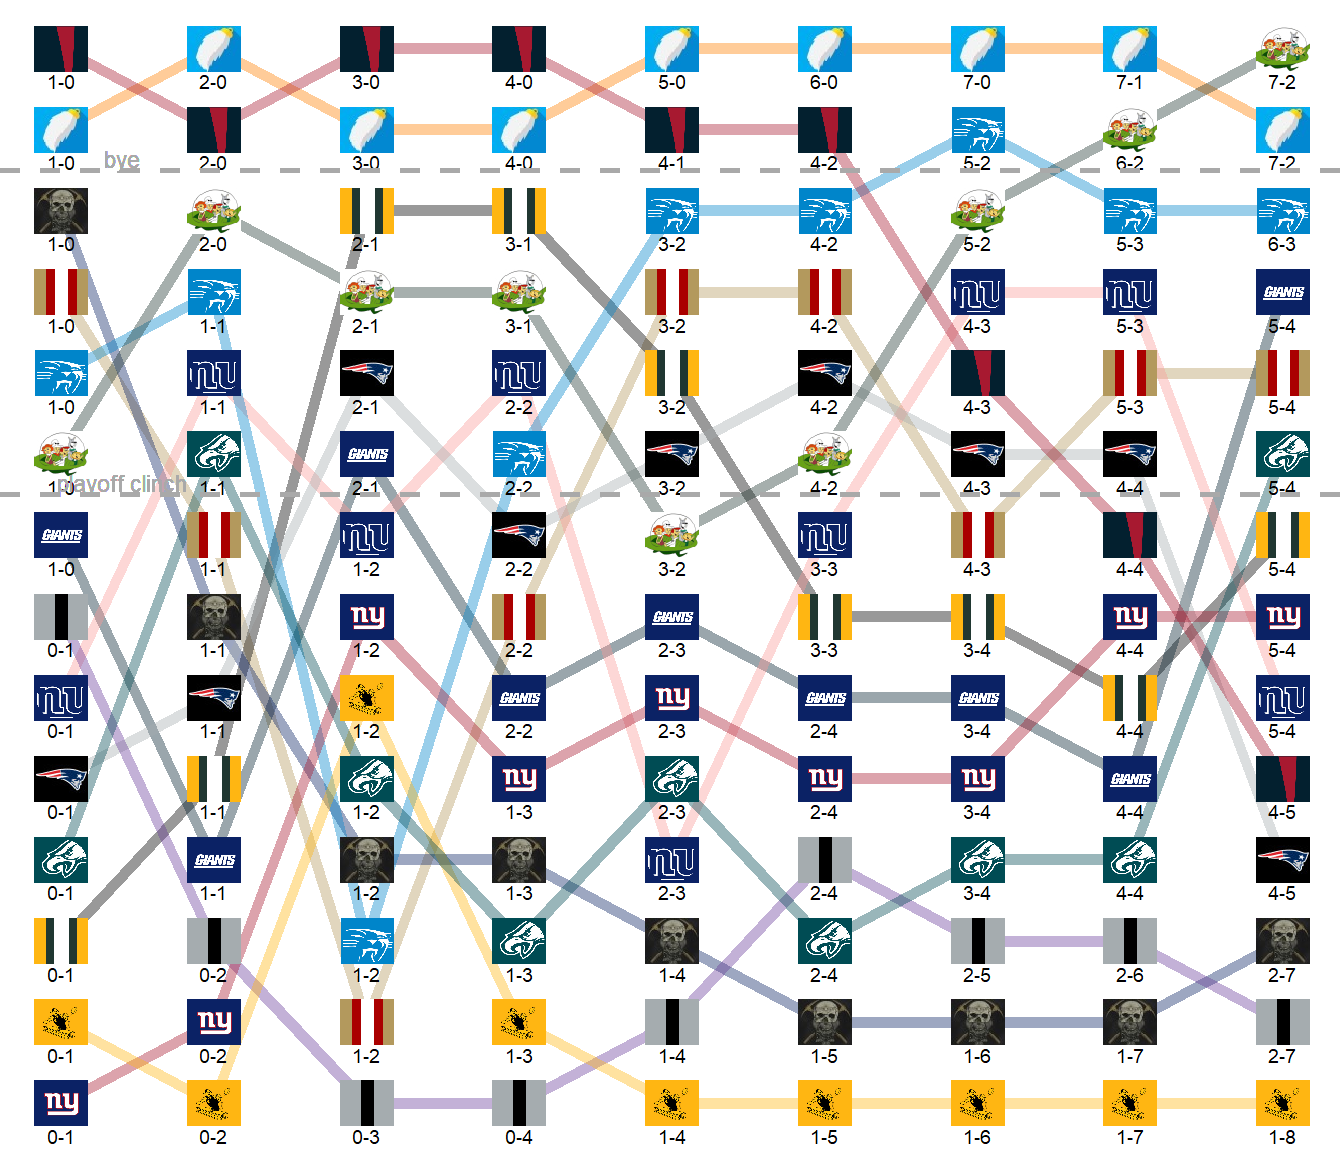 1-0 2-0 3-0 4-0 5-0 6-0 7-0 7-1 7-2
1-0 2-0 3-0 4-0 4-1 4-2 5-2 6-2 7-2
bye
1-0 2-0 2-1 3-1 3-2 4-2 5-2 5-3 6-3
GIANTS
1-0 1-1 2-1 3-1 3-2 4-2 4-3 5-3 5-4
nu nu
1-0 1-1 2-1 2-2 3-2 4-2 4-3 5-3 5-4
GIANTS
1-0 1-1 2-1 2-2 3-2 4-2 4-3 4-4 5-4
playoff clinch
GIANTS nu nu
1-0 1-1 1-2 2-2 3-2 3-3 4-3 4-4 5-4
ny GIANTS ny ny
0-1 1-1 1-2 2-2 2-3 3-3 3-4 4-4 5-4
nu GIANTS ny GIANTS GIANTS nu
0-1 1-1 1-2 2-2 2-3 2-4 3-4 4-4 5-4
ny ny ny GIANTS
0-1 1-1 1-2 1-3 2-3 2-4 3-4 4-4 4-5
GIANTS nu
0-1 1-1 1-2 1-3 2-3 2-4 3-4 4-4 4-5
0-1 0-2 1-2 1-3 1-4 2-4 2-5 2-6 2-7
ny
0-1 0-2 1-2 1-3 1-4 1-5 1-6 1-7 2-7
ny
0-1 0-2 0-3 0-4 1-4 1-5 1-6 1-7 1-8